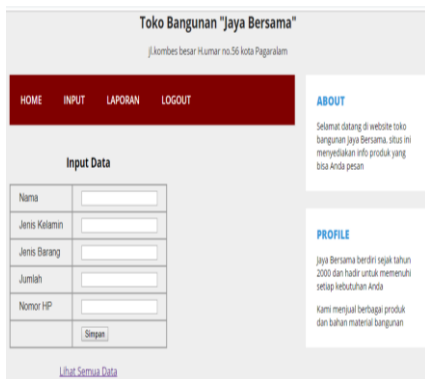 Toko Bangunan "Jaya Bersama"
jl.kombes besar H.umar no.56 kota Pagaralam
HOME INPUT LAPORAN LOGOUT
Input Data
Nama
Jenis Kelamin
Jenis Barang
Jumlah
Nomor HP
Simpan
Lihat Semua Data
ABOUT
Selamat datang di website toko
bangunan Jaya Bersama, situs ini
menyediakan info produk yang
bisa Anda pesan
PROFILE
Jaya Bersama berdiri sejak tahun
2000 dan hadir untuk memenuhi
setiap kebutuhan Anda
Kami menjual berbagai produk
dan bahan material bangunan